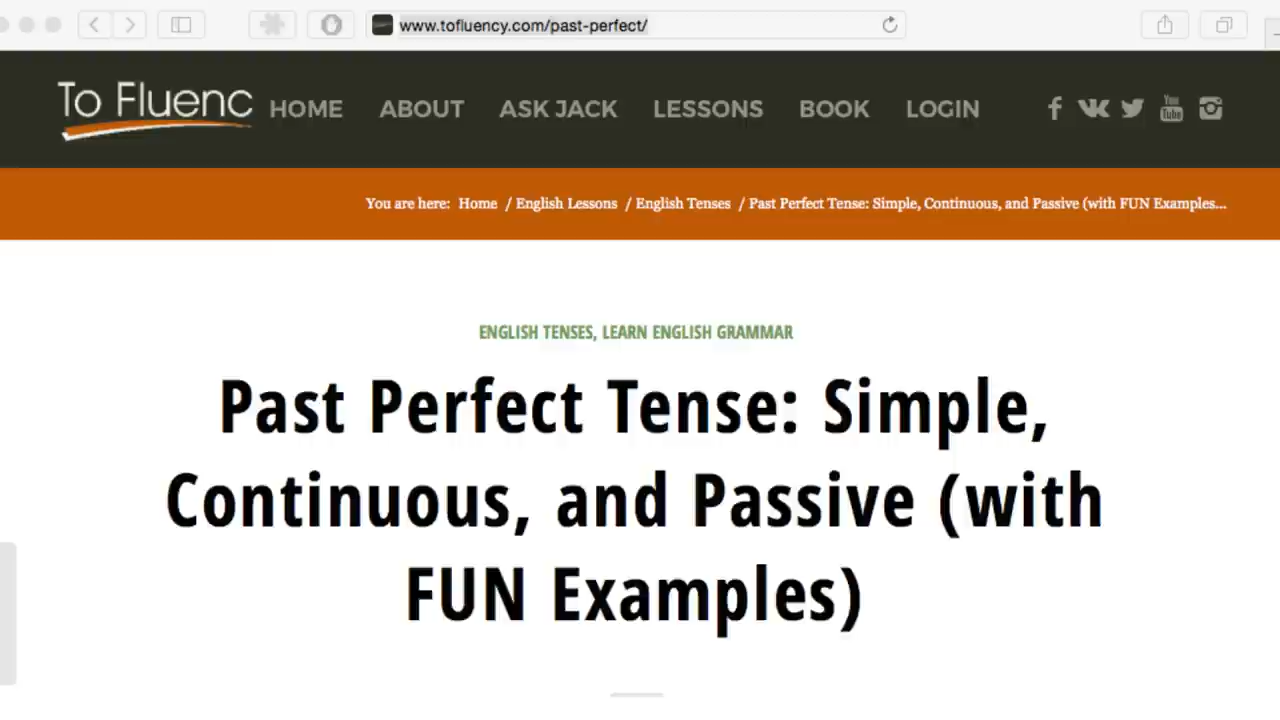 www.tofluency.com/past-perfect/
To Fluenc HOME ABOUT ASK JACK LESSONS BOOK LOGIN You Tube
You are here: Home / English Lessons / English Tenses / Past Perfect Tense: Simple, Continuous, and Passive (with FUN Examples...
ENGLISH TENSES, LEARN ENGLISH GRAMMAR
Past Perfect Tense: Simple,
Continuous, and Passive (with
FUN Examples)